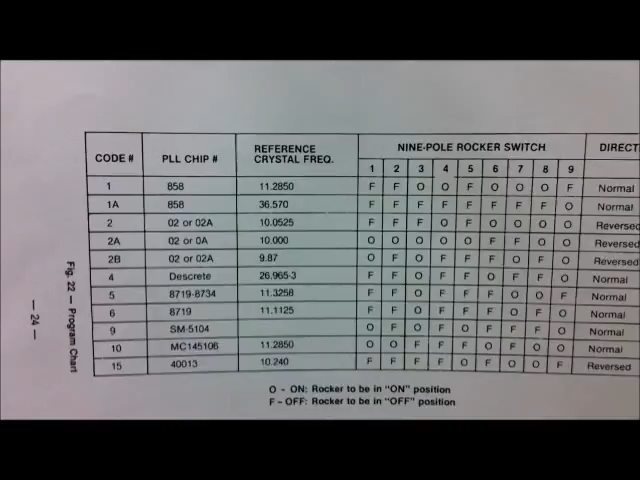 CODE # PLL CHIP # REFERENCE CRYSTAL FREQ. NINE-POLE ROCKER SWITCH DIRECT
1 2 3 4 5 6 7 8 9
1 858 11.2850 F F O O F O O O F Normal
1A 858 36.570 F F F F F F F F O Normal
2 02 or 02A 10.0525 F F F O F O O O O Reversed
2A 02 or 0A 10.000 O O O O O F F O O Reversed
2B 02 or 02A 9.87 O F O F F F O F O Reversed
4 Descrete 26.965-3 F F O F F O F F O Normal
5 8719-8734 11.3258 F F O F F F O O F Normal
6 8719 11.1125 F F O F F F O F O Normal
9 SM-5104 O F O F O F F F O Normal
10 MC145106 11.2850 O O F F F O F O O Normal
15 40013 10.240 F F F F O F O O F Reversed
O - ON: Rocker to be in "ON" position
F - OFF: Rocker to be in "OFF" position
Fig. 22 — Program Chart
— 24 —